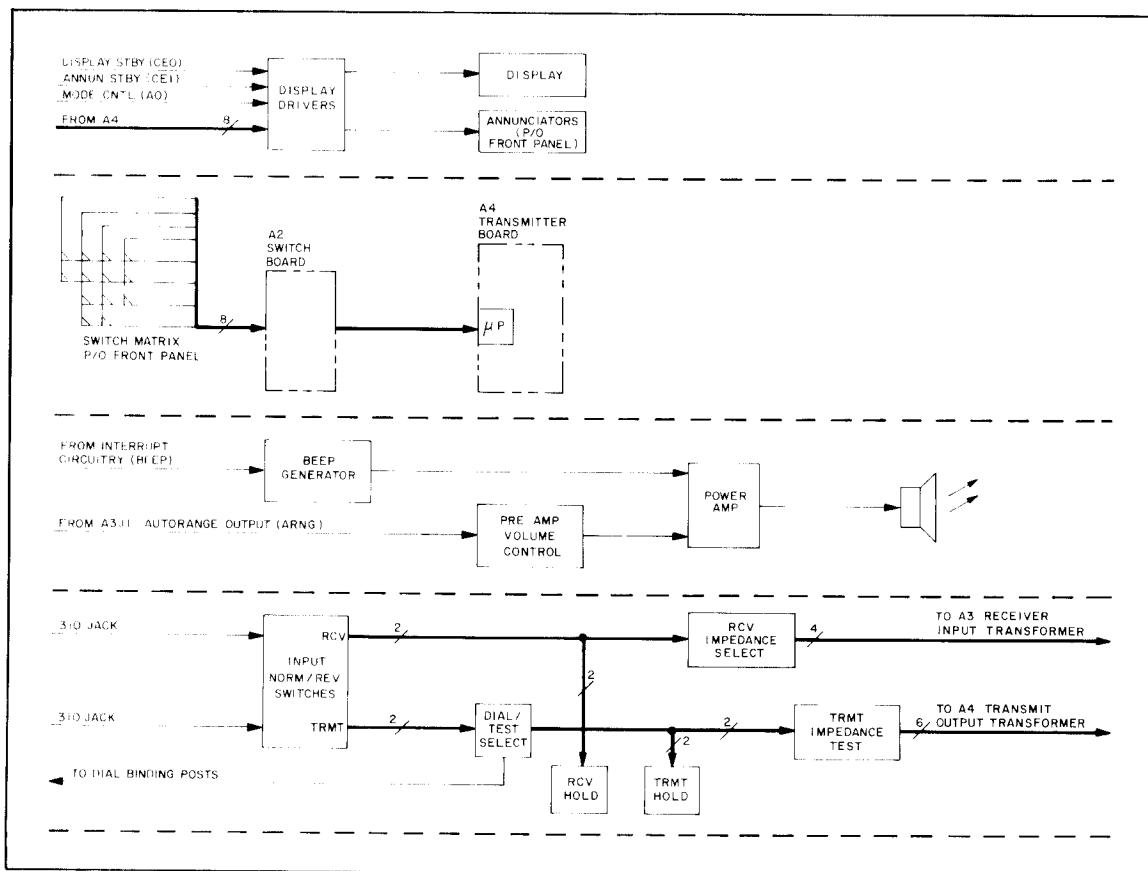 DISPLAY STBY (CE0)
ANNUN STBY (CE1)
MODE CNTL (A0)
FROM A4
8
DISPLAY
DRIVERS
DISPLAY
ANNUNCIATORS
(P/O
FRONT PANEL)
SWITCH MATRIX
P/O FRONT PANEL
8
A2
SWITCH
BOARD
A4
TRANSMITTER
BOARD
μP
FROM INTERRUPT
CIRCUITRY (BEEP)
BEEP
GENERATOR
FROM A3J1 AUTORANGE OUTPUT (ARNG)
PRE AMP
VOLUME
CONTROL
POWER
AMP
310 JACK
310 JACK
RCV
INPUT
NORM/REV
SWITCHES
TRMT
2
2
RCV
IMPEDANCE
SELECT
4
TO A3 RECEIVER
INPUT TRANSFORMER
2
DIAL/
TEST
SELECT
2
2
TRMT
IMPEDANCE
TEST
6
TO A4 TRANSMIT
OUTPUT TRANSFORMER
TO DIAL BINDING POSTS
RCV
HOLD
TRMT
HOLD